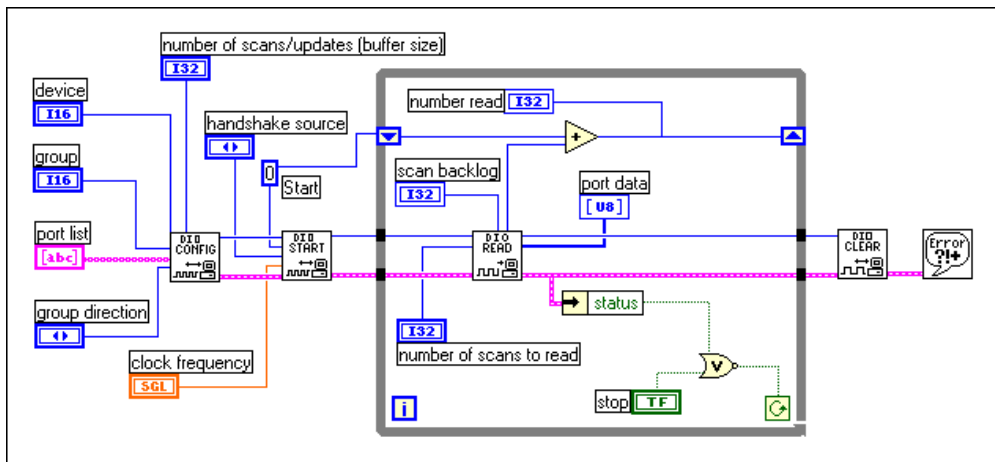 number of scans/updates (buffer size)
I32
device
I16
handshake source
group
I16
0
Start
port list
[abc]
group direction
clock frequency
SGL
DIO
CONFIG
DIO
START
number read
I32
+
scan backlog
I32
port data
[U8]
DIO
READ
I32
number of scans to read
status
V
stop
TF
i
DIO
CLEAR
Error
?!+